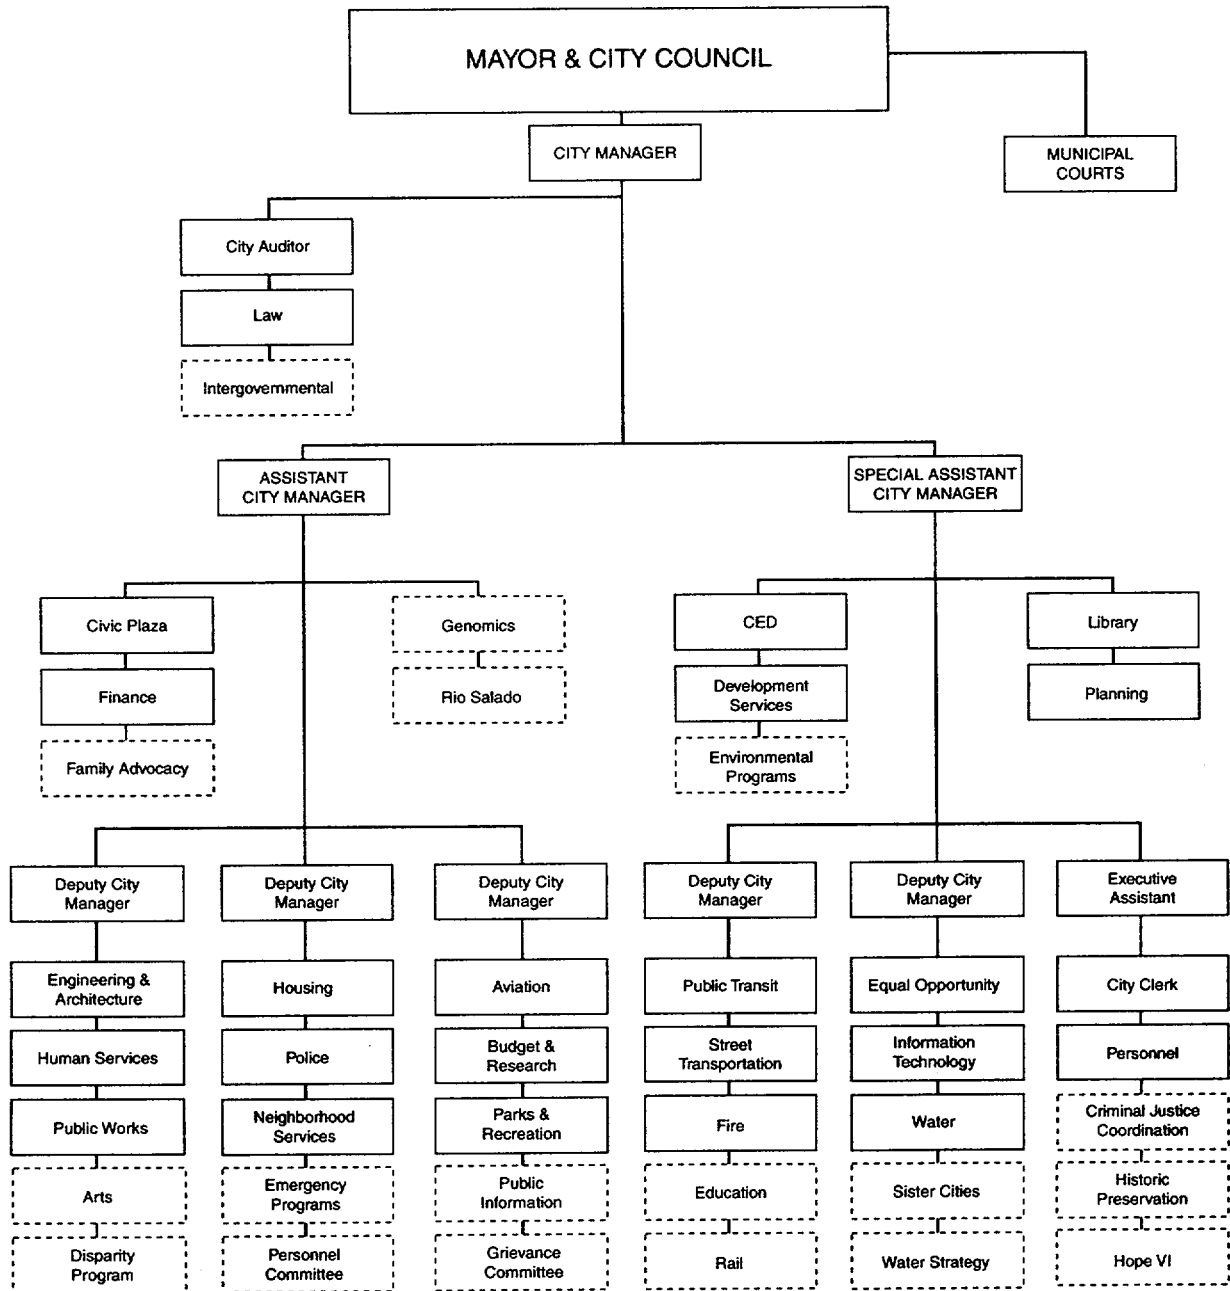 MAYOR & CITY COUNCIL
CITY MANAGER
MUNICIPAL
COURTS
City Auditor
Law
Intergovernmental
ASSISTANT
CITY MANAGER
SPECIAL ASSISTANT
CITY MANAGER
Civic Plaza
Finance
Family Advocacy
Genomics
Rio Salado
CED
Development
Services
Environmental
Programs
Library
Planning
Deputy City
Manager
Engineering &
Architecture
Human Services
Public Works
Arts
Disparity
Program
Deputy City
Manager
Housing
Police
Neighborhood
Services
Emergency
Programs
Personnel
Committee
Deputy City
Manager
Aviation
Budget &
Research
Parks &
Recreation
Public
Information
Grievance
Committee
Deputy City
Manager
Public Transit
Street
Transportation
Fire
Education
Rail
Deputy City
Manager
Equal Opportunity
Information
Technology
Water
Sister Cities
Water Strategy
Executive
Assistant
City Clerk
Personnel
Criminal Justice
Coordination
Historic
Preservation
Hope VI